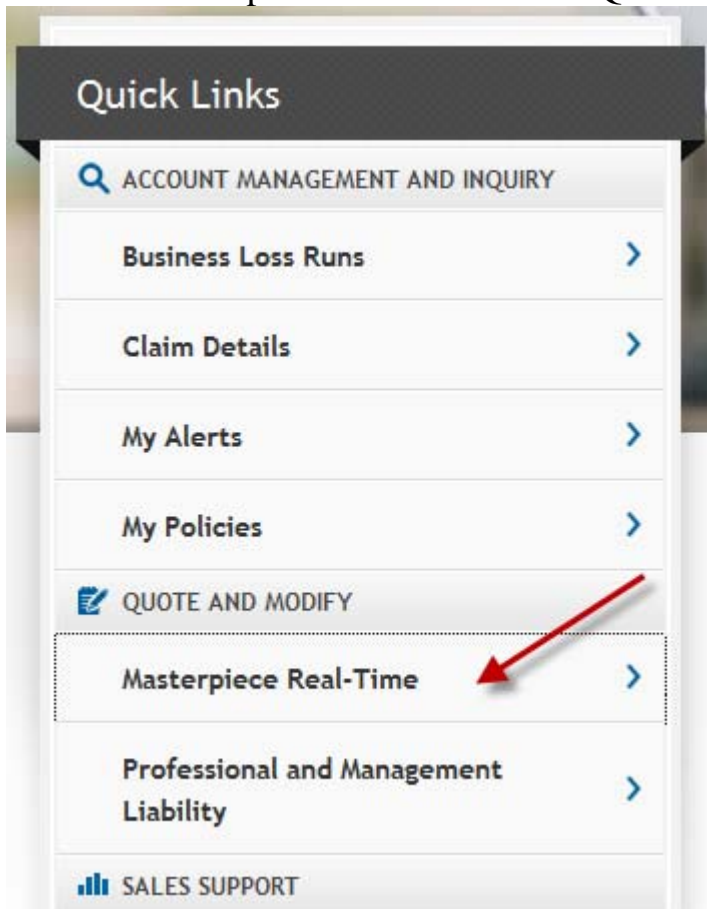 Quick Links
ACCOUNT MANAGEMENT AND INQUIRY
Business Loss Runs
Claim Details
My Alerts
My Policies
QUOTE AND MODIFY
Masterpiece Real-Time
Professional and Management
Liability
SALES SUPPORT